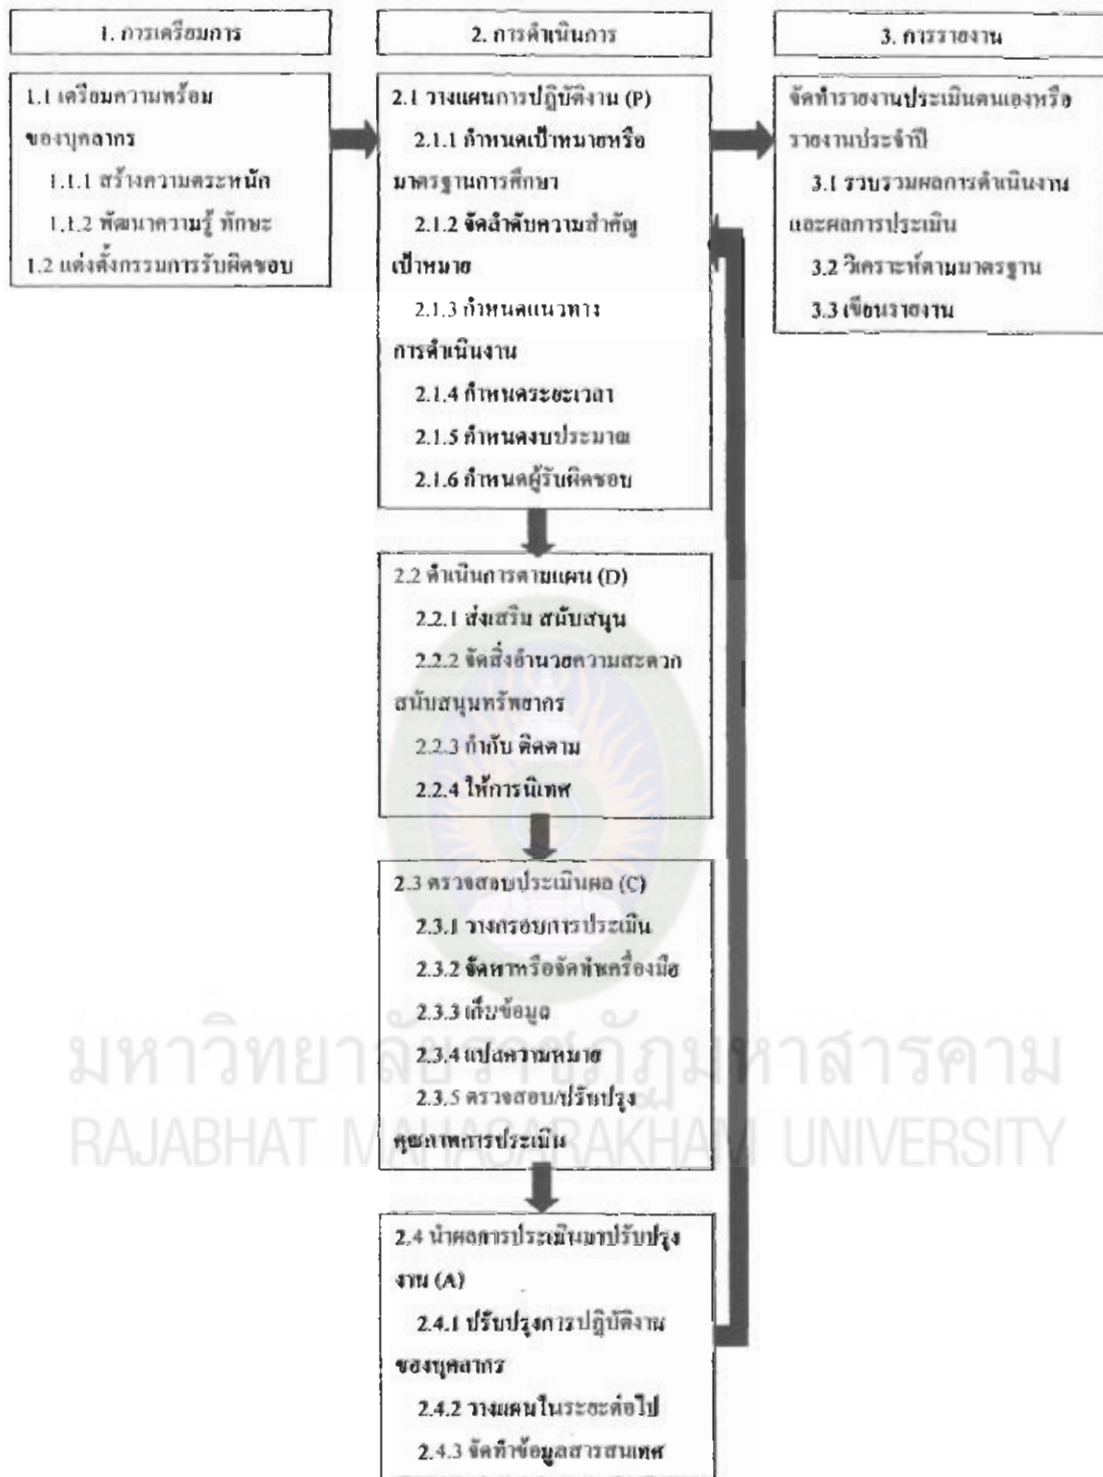 1. การเตรียมการ
1.1 เตรียมความพร้อม
ของบุคลากร
1.1.1 สร้างความตระหนัก
1.1.2 พัฒนาความรู้ ทักษะ
1.2 แต่งตั้งกรรมการรับผิดชอบ
2. การดำเนินการ
2.1 วางแผนการปฏิบัติงาน (P)
2.1.1 กำหนดเป้าหมายหรือ
มาตรฐานการศึกษา
2.1.2 จัดลำดับความสำคัญ
เป้าหมาย
2.1.3 กำหนดแนวทาง
การดำเนินงาน
2.1.4 กำหนดระยะเวลา
2.1.5 กำหนดงบประมาณ
2.1.6 กำหนดผู้รับผิดชอบ
2.2 ดำเนินการตามแผน (D)
2.2.1 ส่งเสริม สนับสนุน
2.2.2 จัดสิ่งอำนวยความสะดวก
สนับสนุนทรัพยากร
2.2.3 กำกับ ติดตาม
2.2.4 ให้การนิเทศ
2.3 ตรวจสอบประเมินผล (C)
2.3.1 วางกรอบการประเมิน
2.3.2 จัดหาหรือจัดทำเครื่องมือ
2.3.3 เก็บข้อมูล
2.3.4 แปลความหมาย
2.3.5 ตรวจสอบ/ปรับปรุง
คุณภาพการประเมิน
2.4 นำผลการประเมินมาปรับปรุง
งาน (A)
2.4.1 ปรับปรุงการปฏิบัติงาน
ของบุคลากร
2.4.2 วางแผนในระยะต่อไป
2.4.3 จัดทำข้อมูลสารสนเทศ
3. การรายงาน
จัดทำรายงานประเมินตนเองหรือ
รายงานประจำปี
3.1 รวบรวมผลการดำเนินงาน
และผลการประเมิน
3.2 วิเคราะห์ตามมาตรฐาน
3.3 เขียนรายงาน
มหาวิทยาลัยราชภัฏมหาสารคาม
RAJABHAT MAHASARAKHAM UNIVERSITY